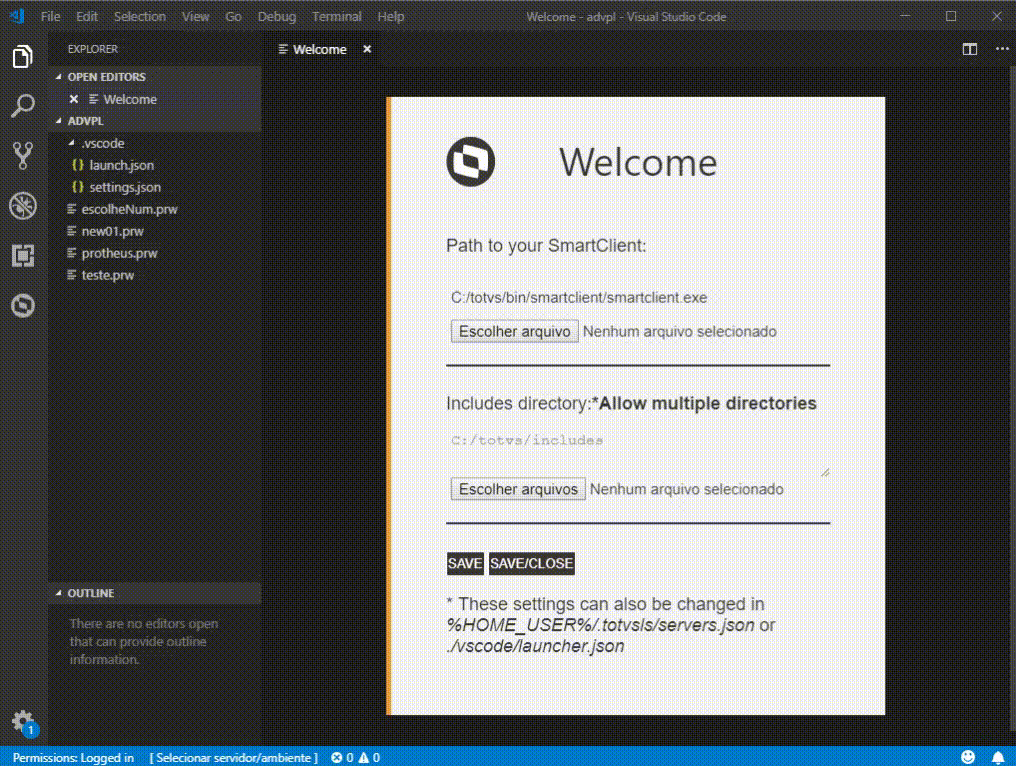 File Edit Selection View Go Debug Terminal Help Welcome - advpl - Visual Studio Code
EXPLORER
Welcome
OPEN EDITORS
Welcome
ADVPL
.vscode
{} launch.json
{} settings.json
escolheNum.prw
new01.prw
protheus.prw
teste.prw
OUTLINE
There are no editors open
that can provide outline
information.
Welcome
Path to your SmartClient:
C:/totvs/bin/smartclient/smartclient.exe
Escolher arquivo Nenhum arquivo selecionado
Includes directory:*Allow multiple directories
C:/totvs/includes
Escolher arquivos Nenhum arquivo selecionado
SAVE SAVE/CLOSE
* These settings can also be changed in
%HOME_USER%/.totvsls/servers.json or
./vscode/launcher.json
1
Permissions: Logged in [ Selecionar servidor/ambiente ] 0 0